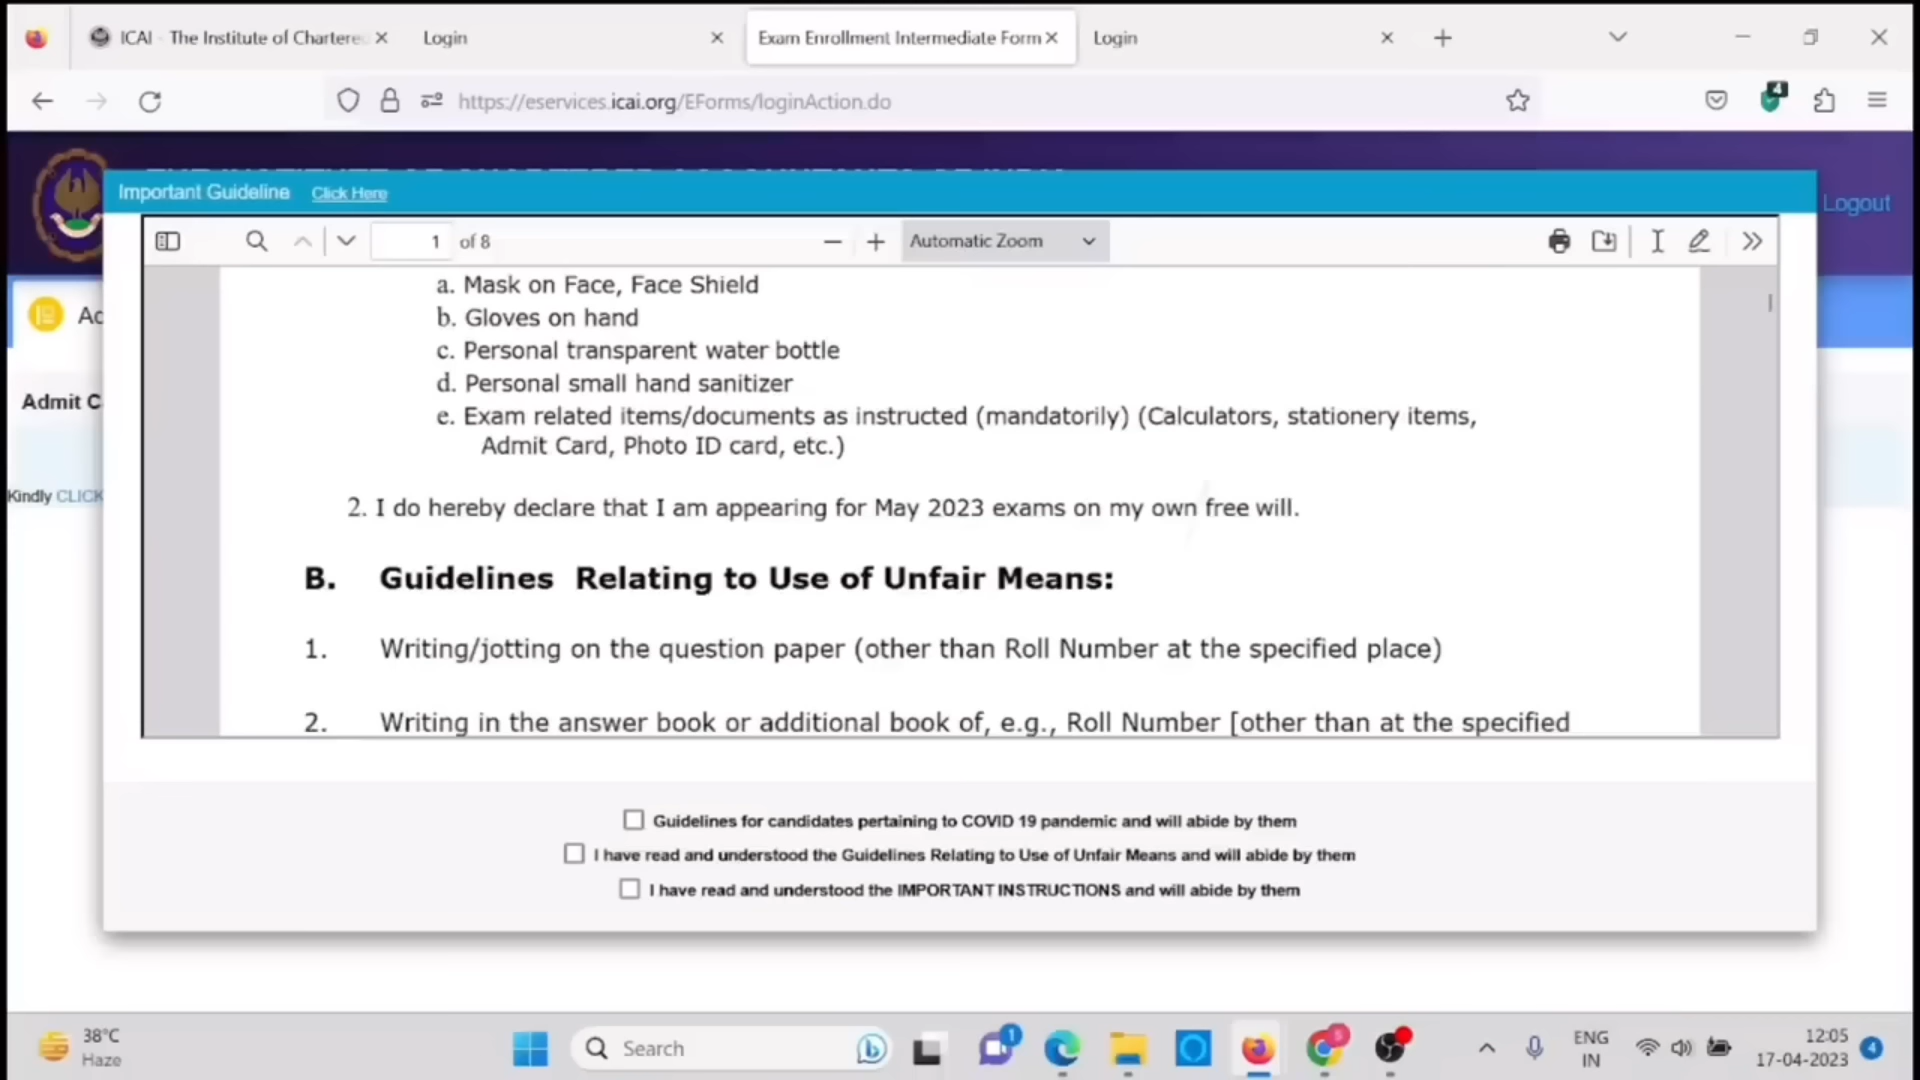 ICAI - The Institute of Chartere
Login
Exam Enrollment Intermediate Form
Login
https://eservices.icai.org/EForms/loginAction.do
4
Important Guideline Click Here
Logout
1 of 8
Automatic Zoom
a. Mask on Face, Face Shield
b. Gloves on hand
c. Personal transparent water bottle
d. Personal small hand sanitizer
e. Exam related items/documents as instructed (mandatorily) (Calculators, stationery items,
Admit Card, Photo ID card, etc.)
2. I do hereby declare that I am appearing for May 2023 exams on my own free will.
B. Guidelines Relating to Use of Unfair Means:
1. Writing/jotting on the question paper (other than Roll Number at the specified place)
2. Writing in the answer book or additional book of, e.g., Roll Number [other than at the specified
Ac
Admit C
Kindly CLICK
Guidelines for candidates pertaining to COVID 19 pandemic and will abide by them
I have read and understood the Guidelines Relating to Use of Unfair Means and will abide by them
I have read and understood the IMPORTANT INSTRUCTIONS and will abide by them
38°C
Haze
Search
1
ENG
IN
12:05
17-04-2023
4